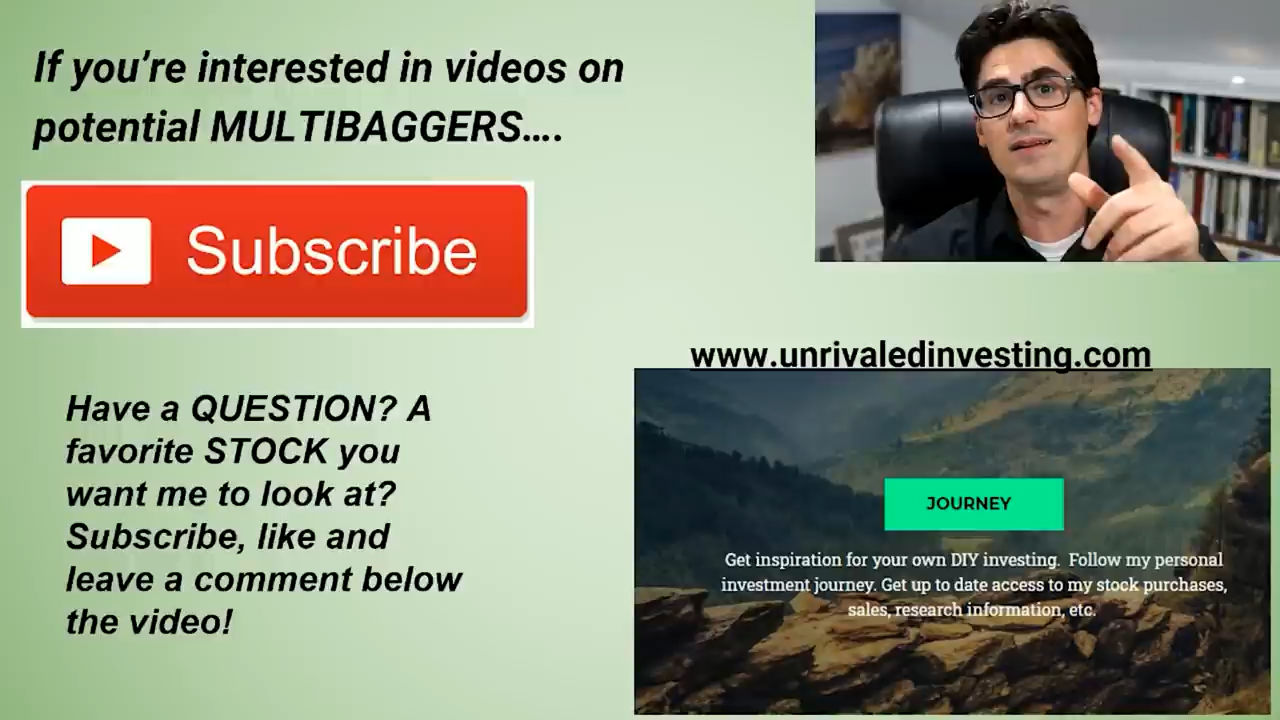 If you're interested in videos on
potential MULTIBAGGERS....
Subscribe
www.unrivaledinvesting.com
Have a QUESTION? A
favorite STOCK you
want me to look at?
Subscribe, like and
leave a comment below
the video!
JOURNEY
Get inspiration for your own DIY investing. Follow my personal
investment journey. Get up to date access to my stock purchases,
sales, research information, etc.